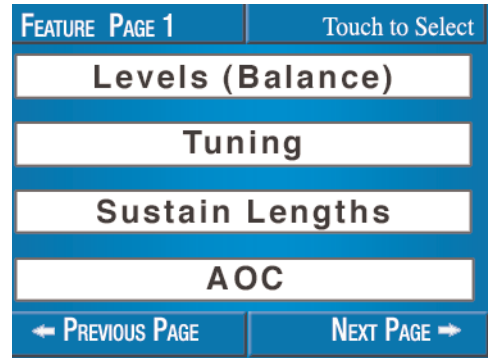 FEATURE PAGE 1 Touch to Select
Levels (Balance)
Tuning
Sustain Lengths
AOC
PREVIOUS PAGE NEXT PAGE